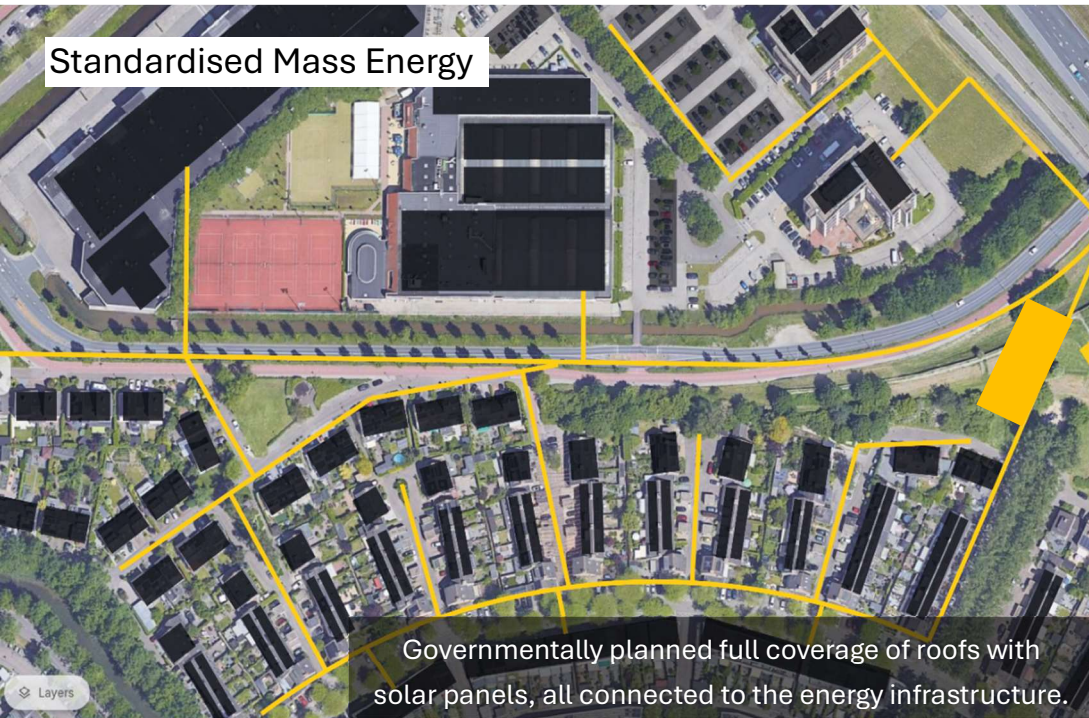 Standardised Mass Energy
Governmentally planned full coverage of roofs with
solar panels, all connected to the energy infrastructure.
Layers